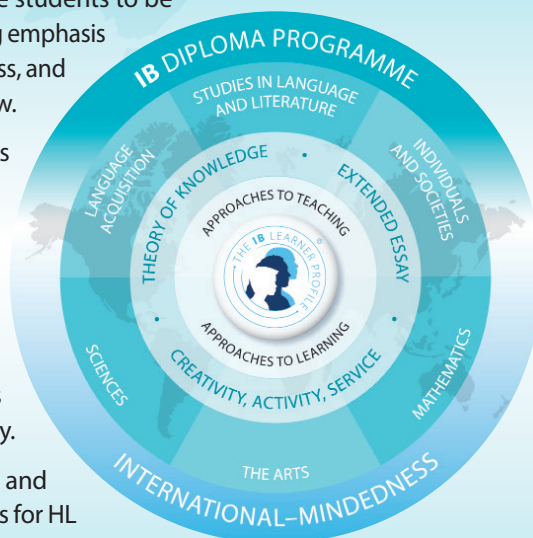 e students to be
g emphasis
ss, and
w.
s
s
y.
and
s for HL
IB DIPLOMA PROGRAMME
STUDIES IN LANGUAGE
AND LITERATURE
LANGUAGE
ACQUISITION
INDIVIDUALS
AND SOCIETIES
THEORY OF KNOWLEDGE
•
EXTENDED ESSAY
APPROACHES TO TEACHING
• THE IB LEARNER PROFILE •
APPROACHES TO LEARNING
•
•
CREATIVITY, ACTIVITY, SERVICE
SCIENCES
MATHEMATICS
THE ARTS
INTERNATIONAL–MINDEDNESS